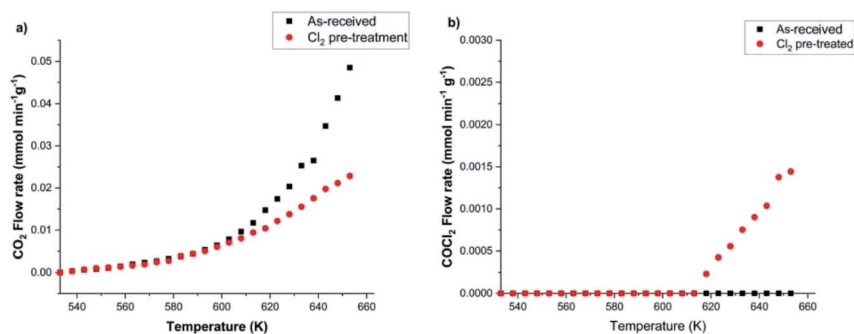 a)
As-received
Cl₂ pre-treatment
CO₂ Flow rate (mmol min⁻¹g⁻¹)
0.05
0.04
0.03
0.02
0.01
0.00
540 560 580 600 620 640 660
Temperature (K)
b)
As-received
Cl₂ pre-treated
COCl₂ Flow rate (mmol min⁻¹ g⁻¹)
0.0030
0.0025
0.0020
0.0015
0.0010
0.0005
0.0000
540 560 580 600 620 640 660
Temperature (K)